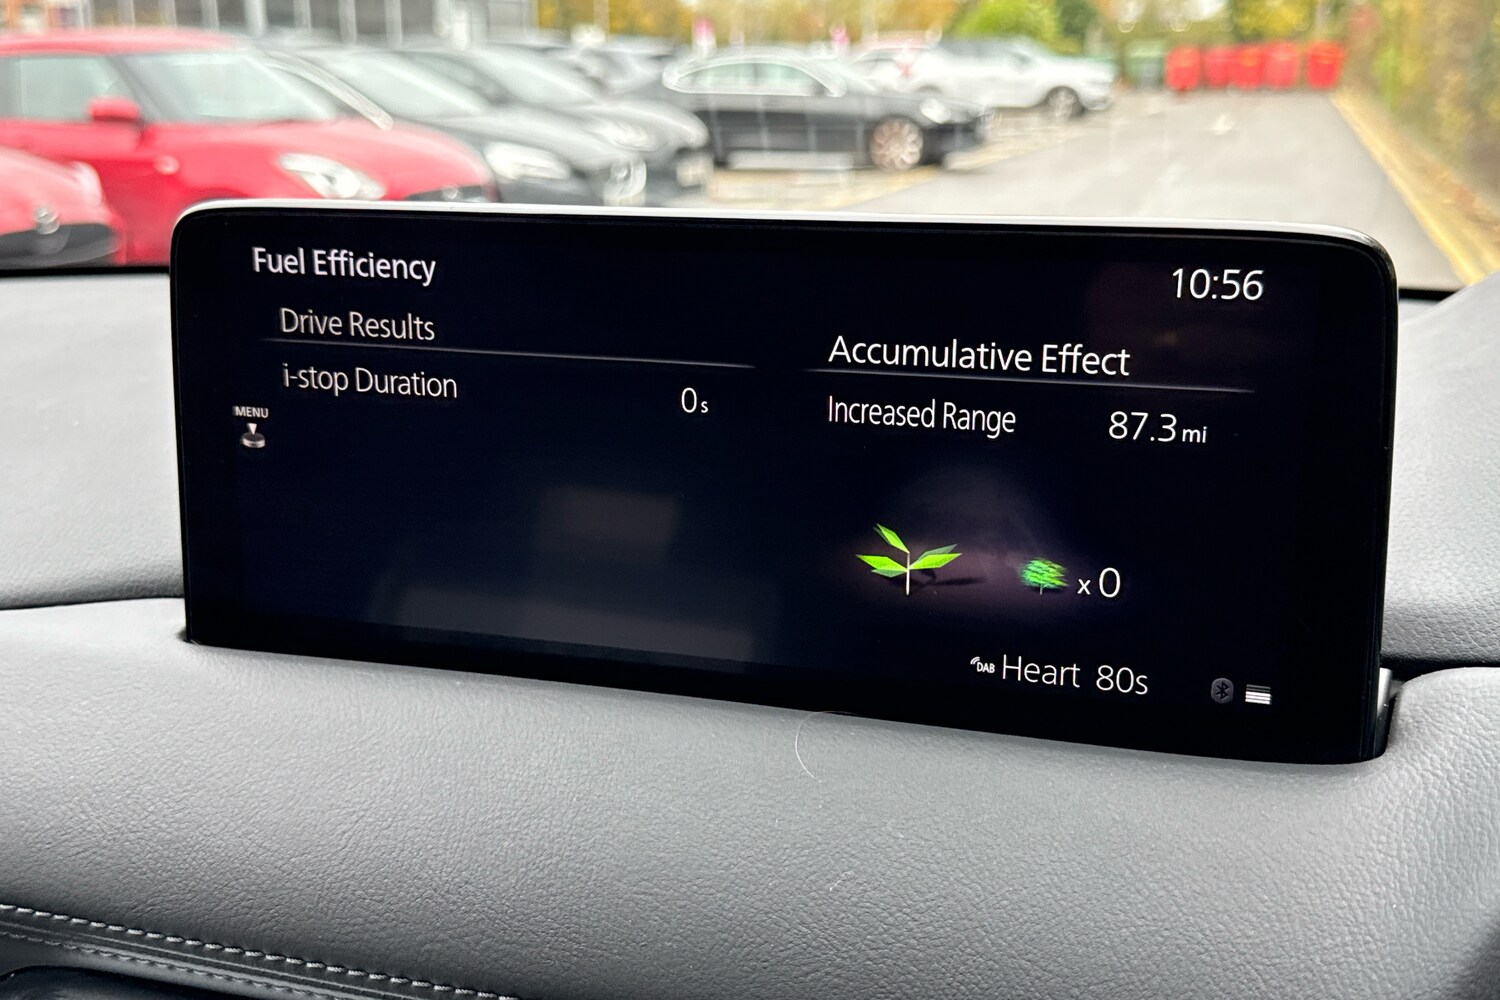 Fuel Efficiency
10:56
Drive Results
i-stop Duration 0s
MENU
Accumulative Effect
Increased Range 87.3mi
x0
DAB Heart 80s